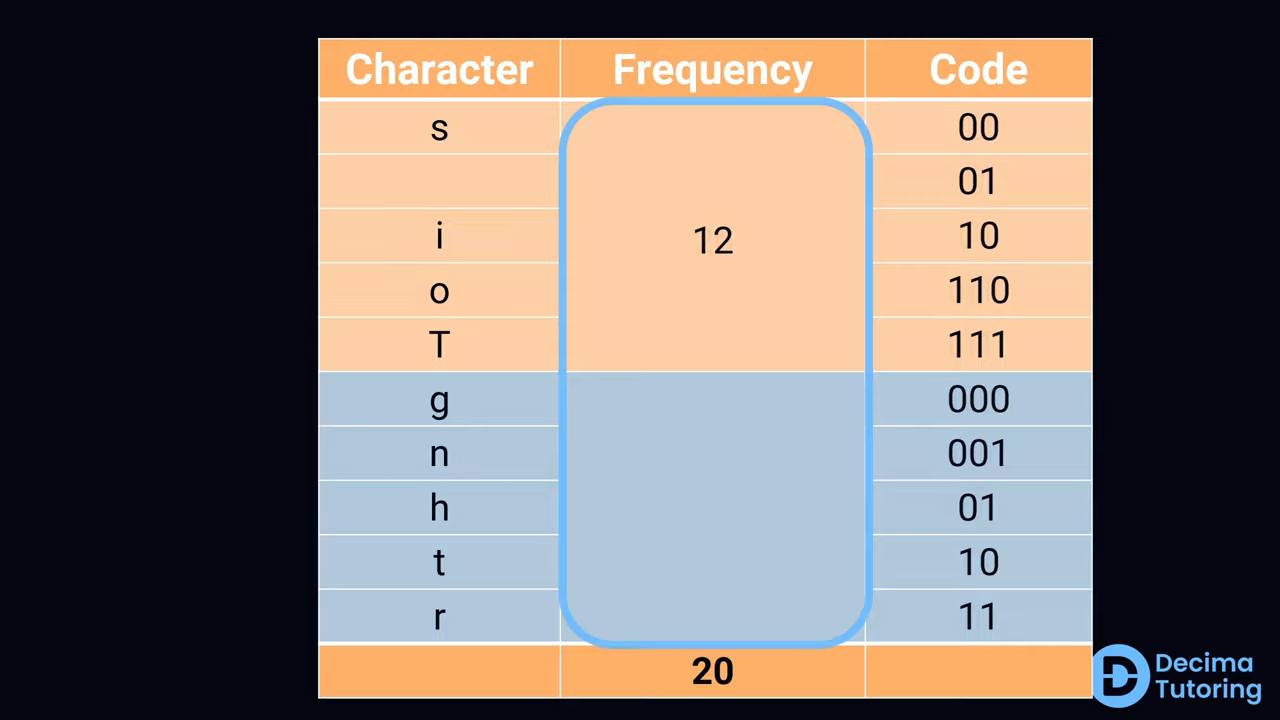 Character Frequency Code
s 00
01
i 12 10
o 110
T 111
g 000
n 001
h 01
t 10
r 11
20
Decima
Tutoring